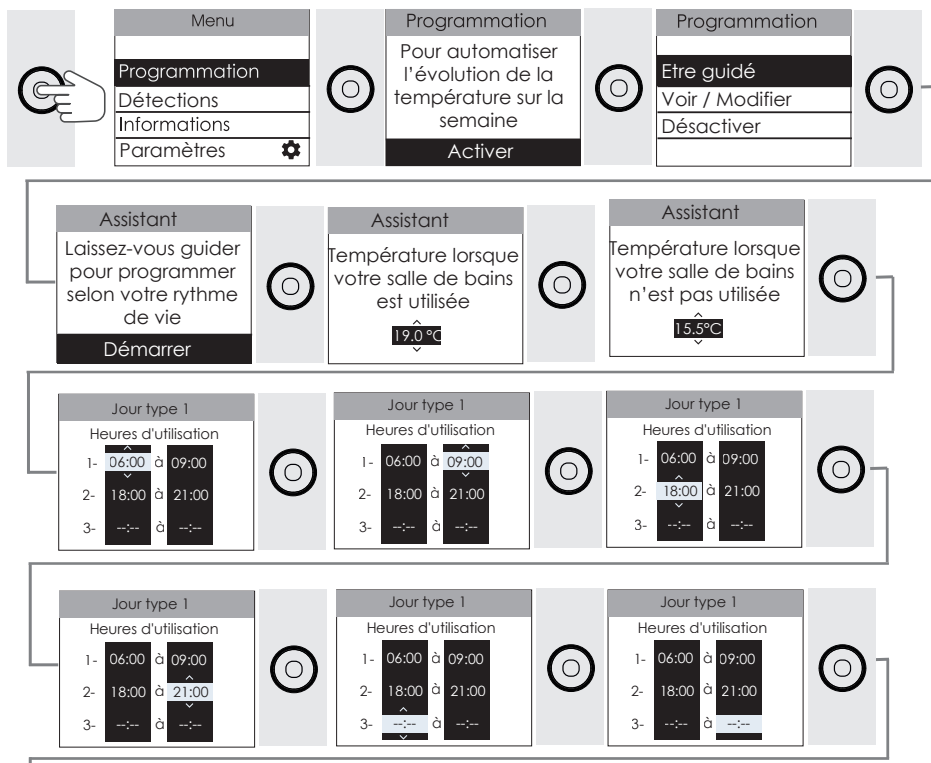 Menu
Programmation
Détections
Informations
Paramètres
Programmation
Pour automatiser
l'évolution de la
température sur la
semaine
Activer
Programmation
Etre guidé
Voir / Modifier
Désactiver
Assistant
Laissez-vous guider
pour programmer
selon votre rythme
de vie
Démarrer
Assistant
Température lorsque
votre salle de bains
est utilisée
19.0 °C
Assistant
Température lorsque
votre salle de bains
n'est pas utilisée
15.5°C
Jour type 1
Heures d'utilisation
1- 06:00 à 09:00
2- 18:00 à 21:00
3- --:-- à --:--
Jour type 1
Heures d'utilisation
1- 06:00 à 09:00
2- 18:00 à 21:00
3- --:-- à --:--
Jour type 1
Heures d'utilisation
1- 06:00 à 09:00
2- 18:00 à 21:00
3- --:-- à --:--
Jour type 1
Heures d'utilisation
1- 06:00 à 09:00
2- 18:00 à 21:00
3- --:-- à --:--
Jour type 1
Heures d'utilisation
1- 06:00 à 09:00
2- 18:00 à 21:00
3- --:-- à --:--
Jour type 1
Heures d'utilisation
1- 06:00 à 09:00
2- 18:00 à 21:00
3- --:-- à --:--